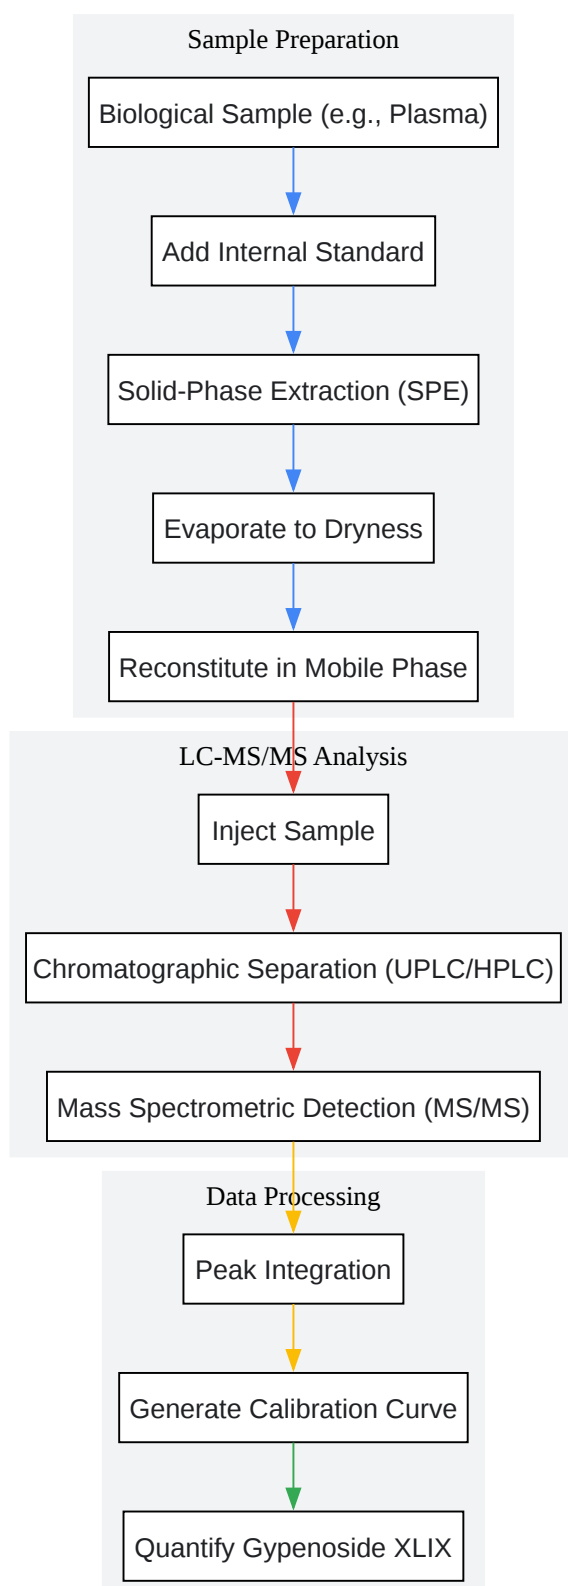 Sample Preparation
Biological Sample (e.g., Plasma)
Add Internal Standard
Solid-Phase Extraction (SPE)
Evaporate to Dryness
Reconstitute in Mobile Phase
LC-MS/MS Analysis
Inject Sample
Chromatographic Separation (UPLC/HPLC)
Mass Spectrometric Detection (MS/MS)
Data Processing
Peak Integration
Generate Calibration Curve
Quantify Gypenoside XLIX